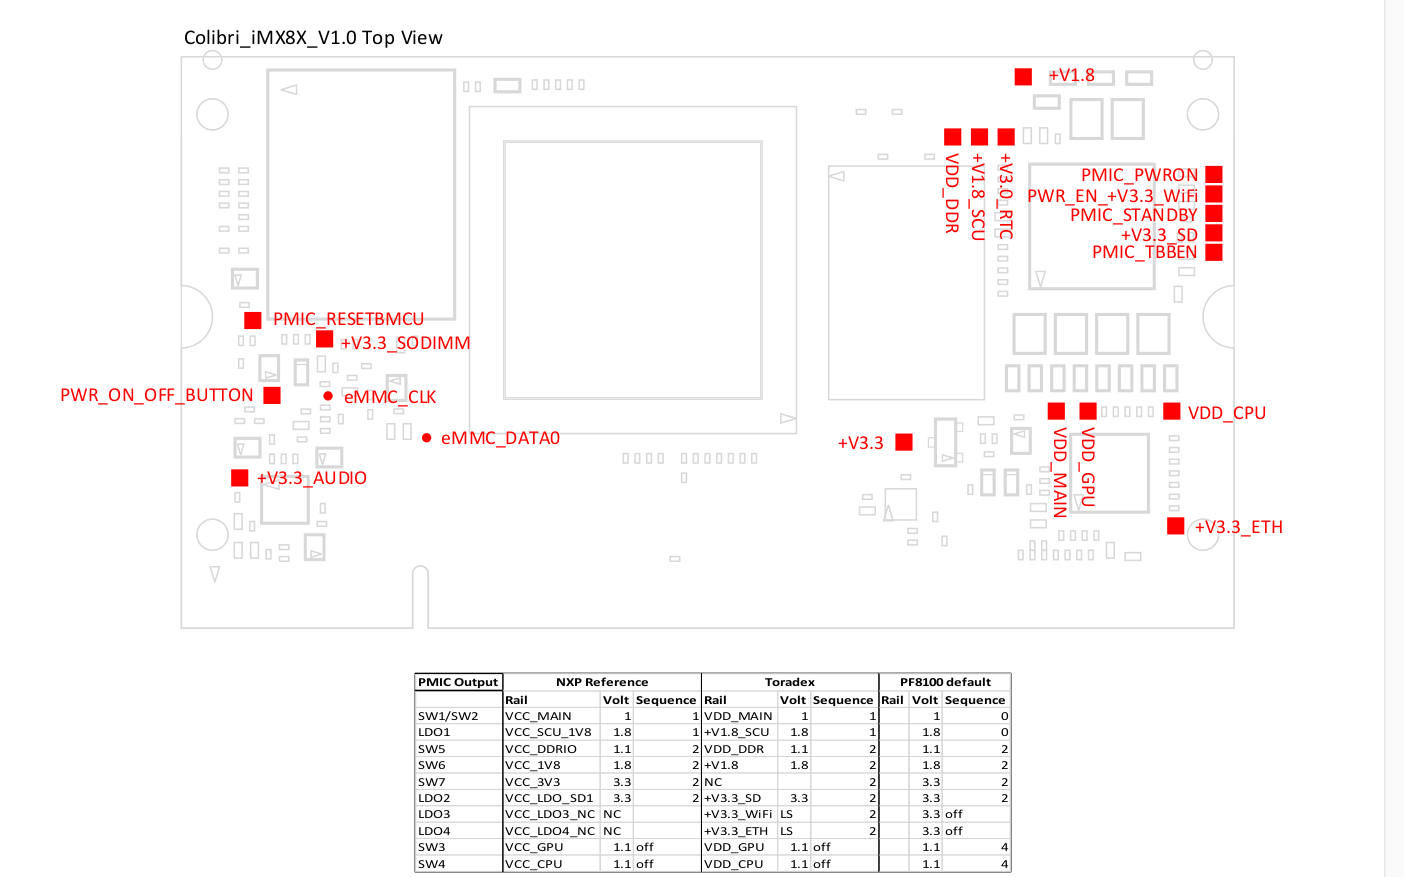 Colibri_iMX8X_V1.0 Top View
+V1.8
VDD_DDR
+V1.8_SCU
+V3.0_RTC
PMIC_PWRON
PWR_EN_+V3.3_WiFi
PMIC_STANDBY
+V3.3_SD
PMIC_TBBEN
PMIC_RESETBMCU
+V3.3_SODIMM
PWR_ON_OFF_BUTTON
eMMC_CLK
eMMC_DATA0
+V3.3_AUDIO
+V3.3
VDD_MAIN
VDD_GPU
VDD_CPU
+V3.3_ETH
PMIC Output NXP Reference Toradex PF8100 default
Rail Volt Sequence Rail Volt Sequence Rail Volt Sequence
SW1/SW2 VCC_MAIN 1 1 VDD_MAIN 1 1 1 0
LDO1 VCC_SCU_1V8 1.8 1 +V1.8_SCU 1.8 1 1.8 0
SW5 VCC_DDRIO 1.1 2 VDD_DDR 1.1 2 1.1 2
SW6 VCC_1V8 1.8 2 +V1.8 1.8 2 1.8 2
SW7 VCC_3V3 3.3 2 NC 2 3.3 2
LDO2 VCC_LDO_SD1 3.3 2 +V3.3_SD 3.3 2 3.3 2
LDO3 VCC_LDO3_NC NC +V3.3_WiFi LS 2 3.3 off
LDO4 VCC_LDO4_NC NC +V3.3_ETH LS 2 3.3 off
SW3 VCC_GPU 1.1 off VDD_GPU 1.1 off 1.1 4
SW4 VCC_CPU 1.1 off VDD_CPU 1.1 off 1.1 4